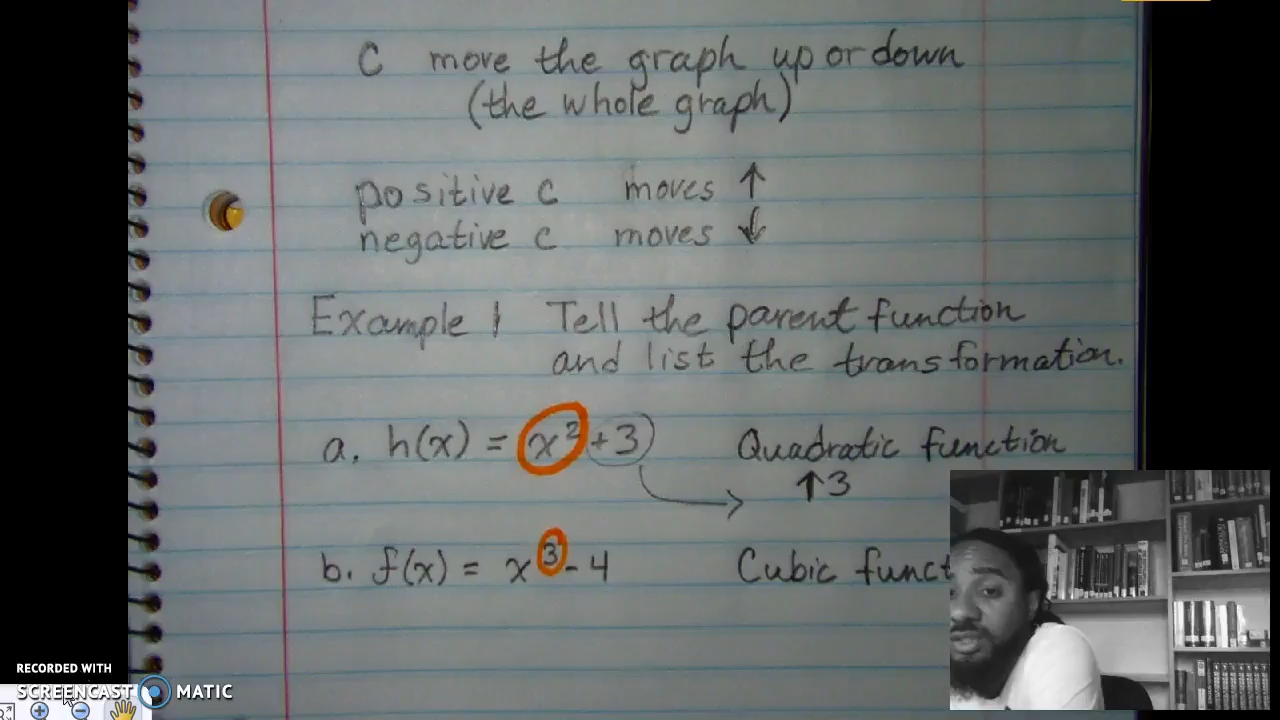 C move the graph up or down
(the whole graph)
positive c moves ↑
negative c moves ↓
Example 1 Tell the parent function
and list the transformation.
a. h(x) = x² + 3 Quadratic function
↑3
b. f(x) = x³ - 4 Cubic funct
RECORDED WITH
SCREENCAST MATIC